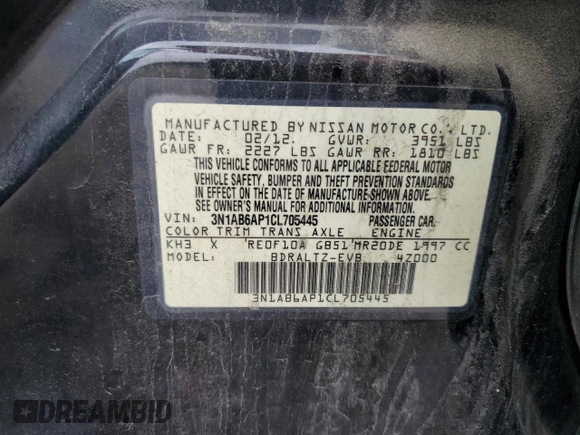 MANUFACTURED BY NISSAN MOTOR CO., LTD.
DATE: 02/12. GVWR: 3951 LBS
GAWR FR: 2227 LBS GAWR RR: 1810 LBS
THIS VEHICLE CONFORMS TO ALL APPLICABLE FEDERAL MOTOR
VEHICLE SAFETY, BUMPER AND THEFT PREVENTION STANDARDS
IN EFFECT ON THE DATE OF MANUFACTURE SHOWN ABOVE.
SEE OWNER'S MANUAL FOR ADDITIONAL INFORMATION.
VIN: 3N1AB6AP1CL705445 PASSENGER CAR.
COLOR TRIM TRANS AXLE ENGINE
KH3 X RE0F10A GB51 MR20DE 1997 CC
MODEL: BDRALTZ-EVB 4Z000
3N1AB6AP1CL705445
DREAMBID